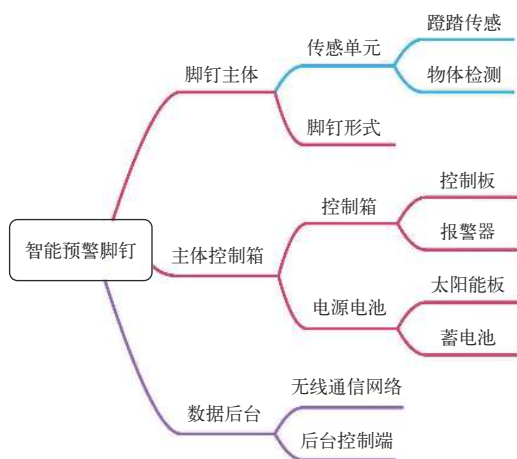 智能预警脚钉
脚钉主体
传感单元
蹬踏传感
物体检测
脚钉形式
主体控制箱
控制箱
控制板
报警器
电源电池
太阳能板
蓄电池
数据后台
无线通信网络
后台控制端